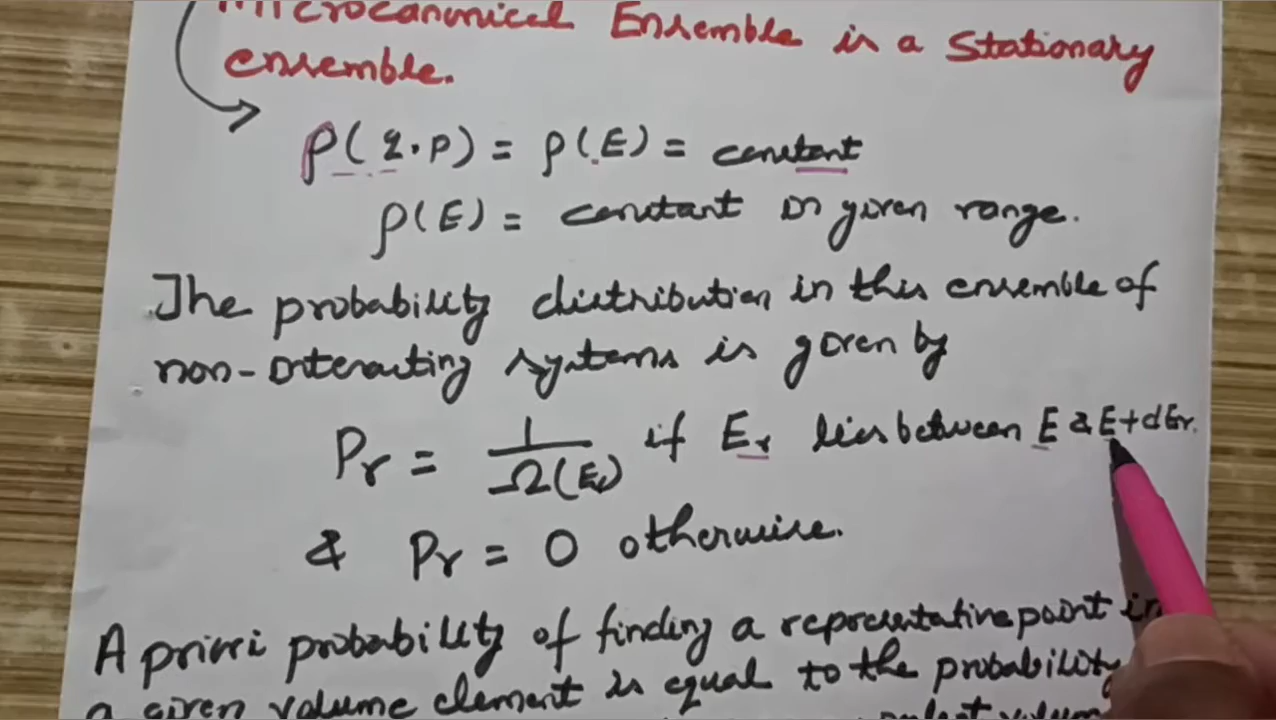 Microcanonical Ensemble is a Stationary
ensemble.
ρ(q.p) = ρ(E) = constant
ρ(E) = constant in given range.
The probability distribution in this ensemble of
non-interacting systems is given by
Pr = 1/Ω(Er) if Er lies between E & E+dEr.
& Pr = 0 otherwise.
A priori probability of finding a representative point in
a given volume element is equal to the probability